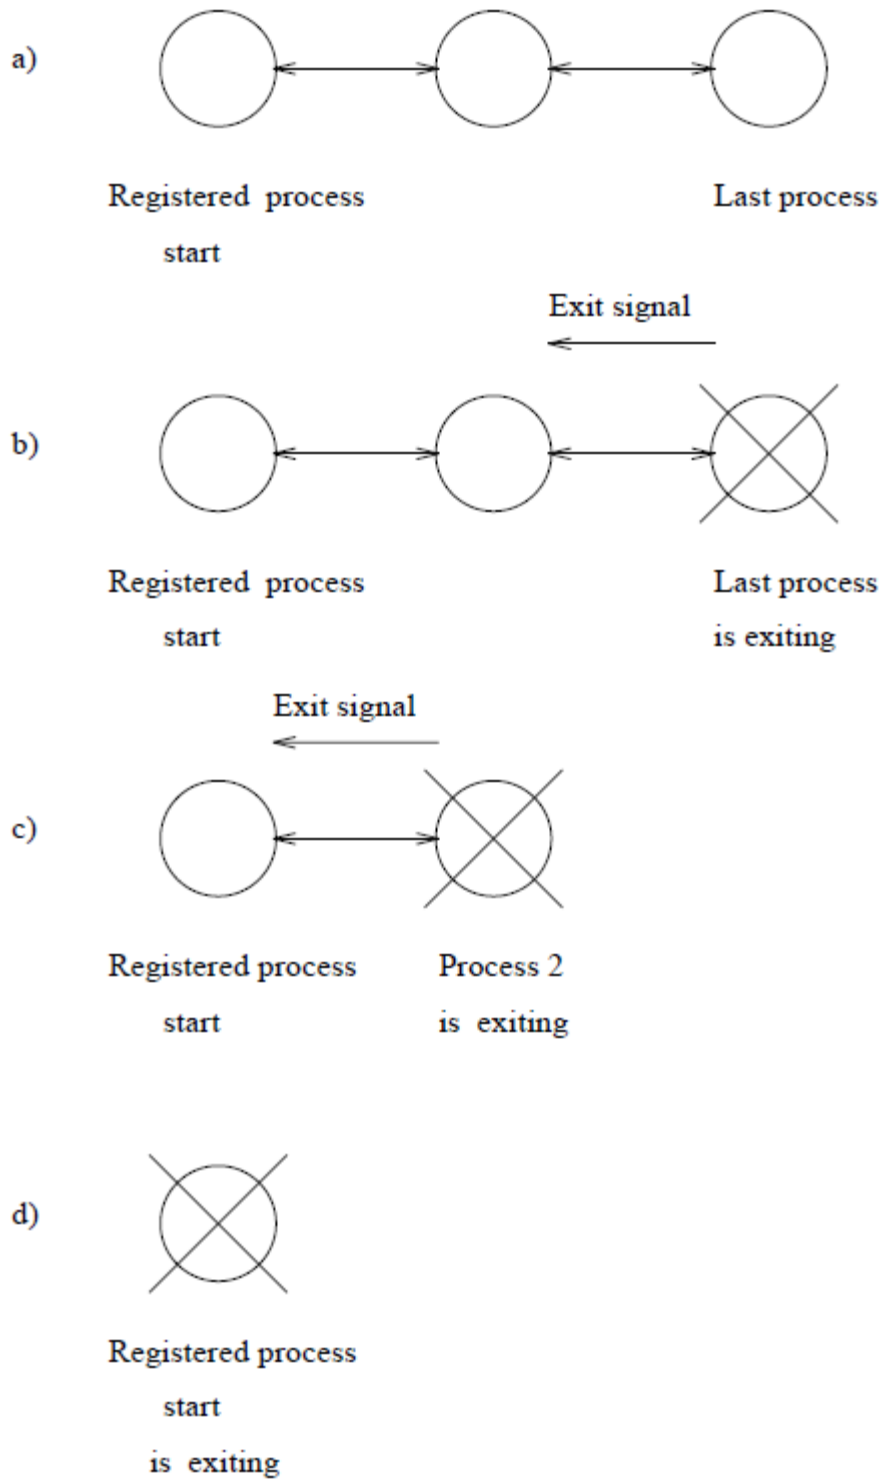 a)
Registered process
Last process
start
Exit signal
b)
Registered process
Last process
start
is exiting
Exit signal
c)
Registered process
Process 2
start
is exiting
d)
Registered process
start
is exiting